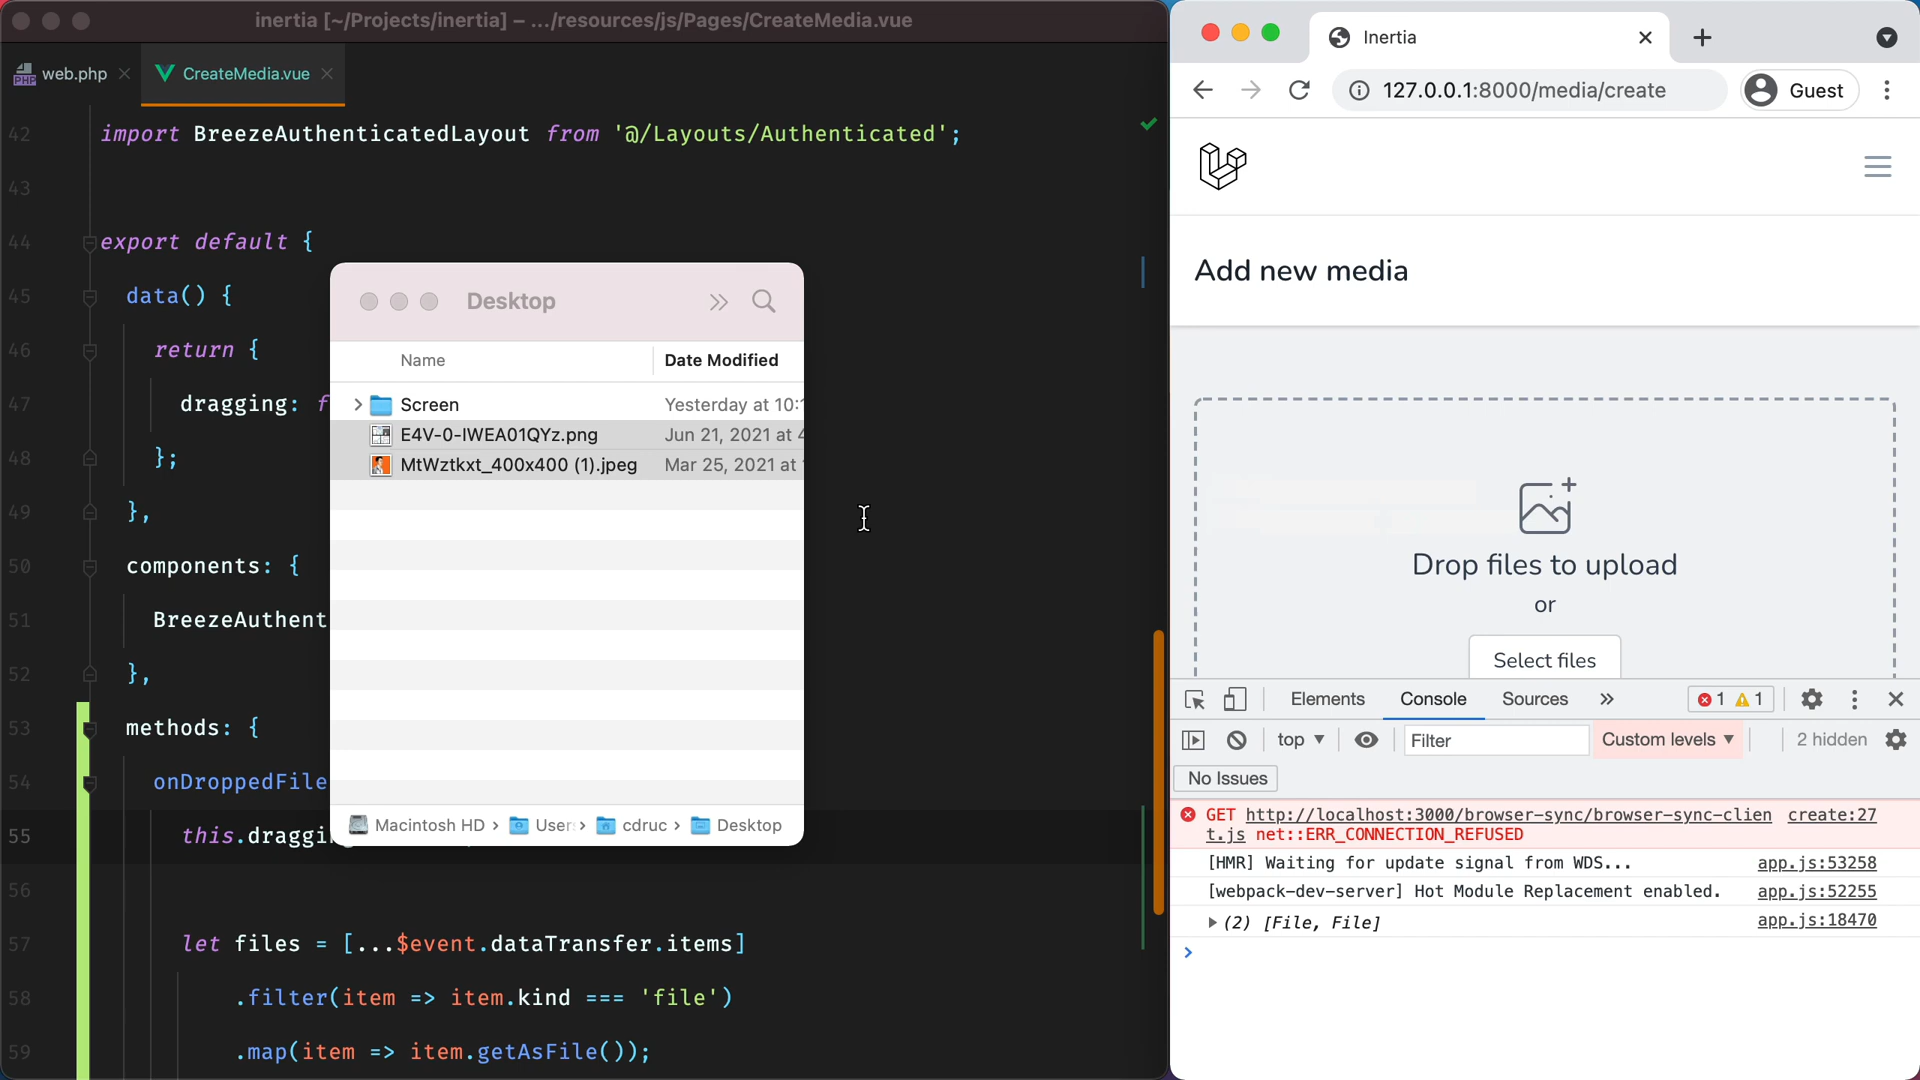 inertia [~/Projects/inertia] – .../resources/js/Pages/CreateMedia.vue
web.php
CreateMedia.vue
42 import BreezeAuthenticatedLayout from '@/Layouts/Authenticated';
43
44 export default {
45 data() {
46 return {
47 dragging: f
48 };
49 },
50 components: {
51 BreezeAuthent
52 },
53 methods: {
54 onDroppedFile
55 this.draggi
56
57 let files = [...$event.dataTransfer.items]
58 .filter(item => item.kind === 'file')
59 .map(item => item.getAsFile());
Desktop
Name Date Modified
Screen Yesterday at 10:
E4V-0-IWEA01QYz.png Jun 21, 2021 at 4
MtWztkxt_400x400 (1).jpeg Mar 25, 2021 at
Macintosh HD › Users › cdruc › Desktop
Inertia
127.0.0.1:8000/media/create
Guest
Add new media
Drop files to upload
or
Select files
Elements Console Sources » 1 1
top ▼ Filter Custom levels ▼ 2 hidden
No Issues
GET http://localhost:3000/browser-sync/browser-sync-clien create:27
t.js net::ERR_CONNECTION_REFUSED
[HMR] Waiting for update signal from WDS... app.js:53258
[webpack-dev-server] Hot Module Replacement enabled. app.js:52255
(2) [File, File] app.js:18470